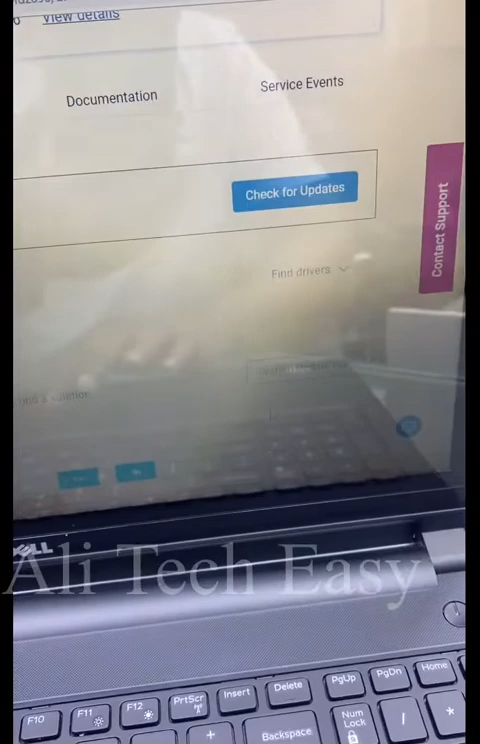 View details
Documentation
Service Events
Check for Updates
Contact Support
Find drivers
DELL
Ali Tech Easy
F10
F11
F12
PrtScr
Insert
Delete
PgUp
PgDn
Home
+
Backspace
Num
Lock
/
*